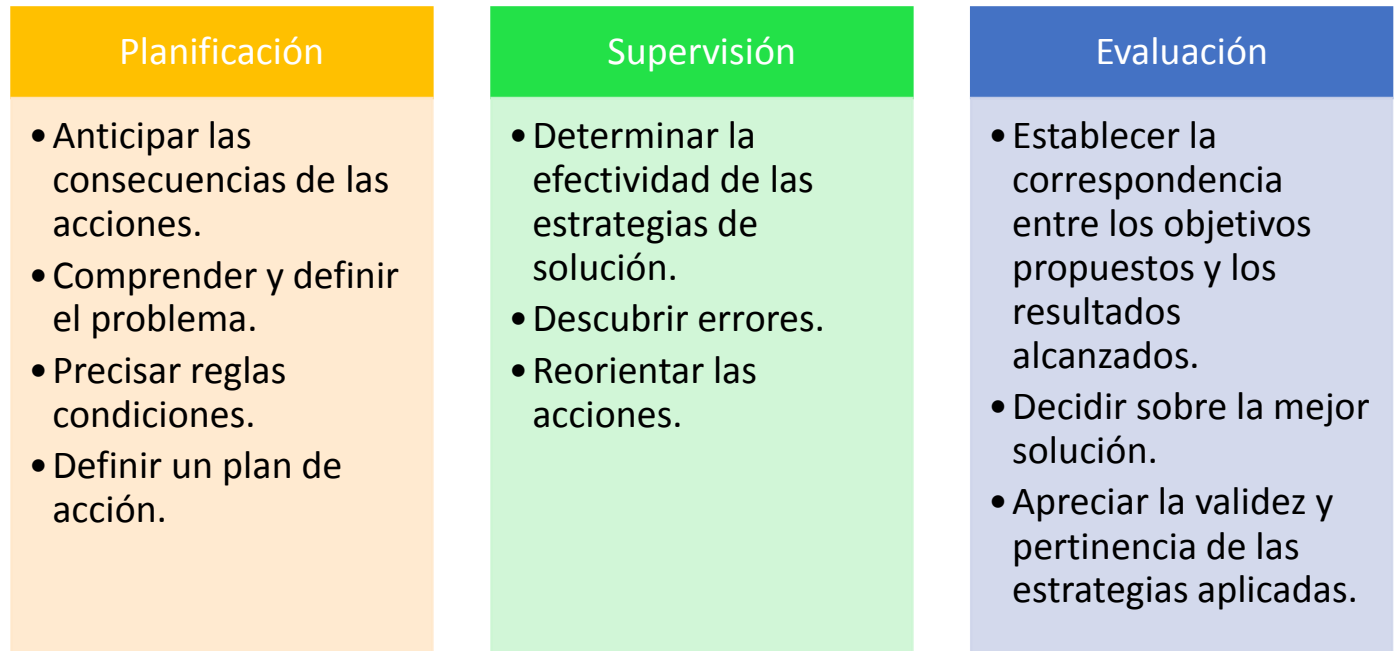 Planificación
• Anticipar las
consecuencias de las
acciones.
• Comprender y definir
el problema.
• Precisar reglas
condiciones.
• Definir un plan de
acción.
Supervisión
• Determinar la
efectividad de las
estrategias de
solución.
• Descubrir errores.
• Reorientar las
acciones.
Evaluación
• Establecer la
correspondencia
entre los objetivos
propuestos y los
resultados
alcanzados.
• Decidir sobre la mejor
solución.
• Apreciar la validez y
pertinencia de las
estrategias aplicadas.